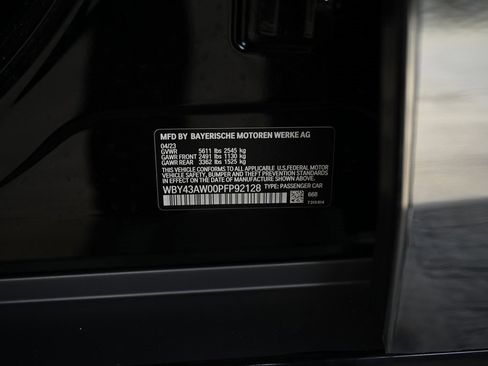 MFD BY BAYERISCHE MOTOREN WERKE AG
04/23
GVWR 5611 lbs 2545 kg
GAWR FRONT 2491 lbs 1130 kg
GAWR REAR 3362 lbs 1525 kg
THIS VEHICLE CONFORMS TO ALL APPLICABLE U.S.FEDERAL MOTOR
VEHICLE SAFETY, BUMPER AND THEFT PREVENTION STANDARDS
IN EFFECT ON THE DATE OF MANUFACTURE SHOWN ABOVE.
WBY43AW00PFP92128 TYPE: PASSENGER CAR
668